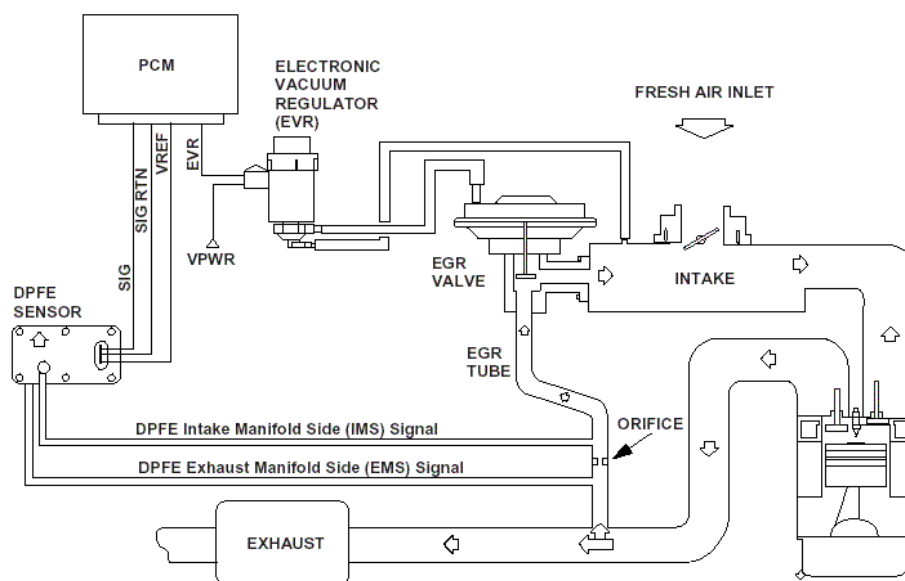 PCM
ELECTRONIC
VACUUM
REGULATOR
(EVR)
FRESH AIR INLET
SIG
SIG RTN
VREF
EVR
VPWR
EGR
VALVE
INTAKE
DPFE
SENSOR
EGR
TUBE
DPFE Intake Manifold Side (IMS) Signal
ORIFICE
DPFE Exhaust Manifold Side (EMS) Signal
EXHAUST